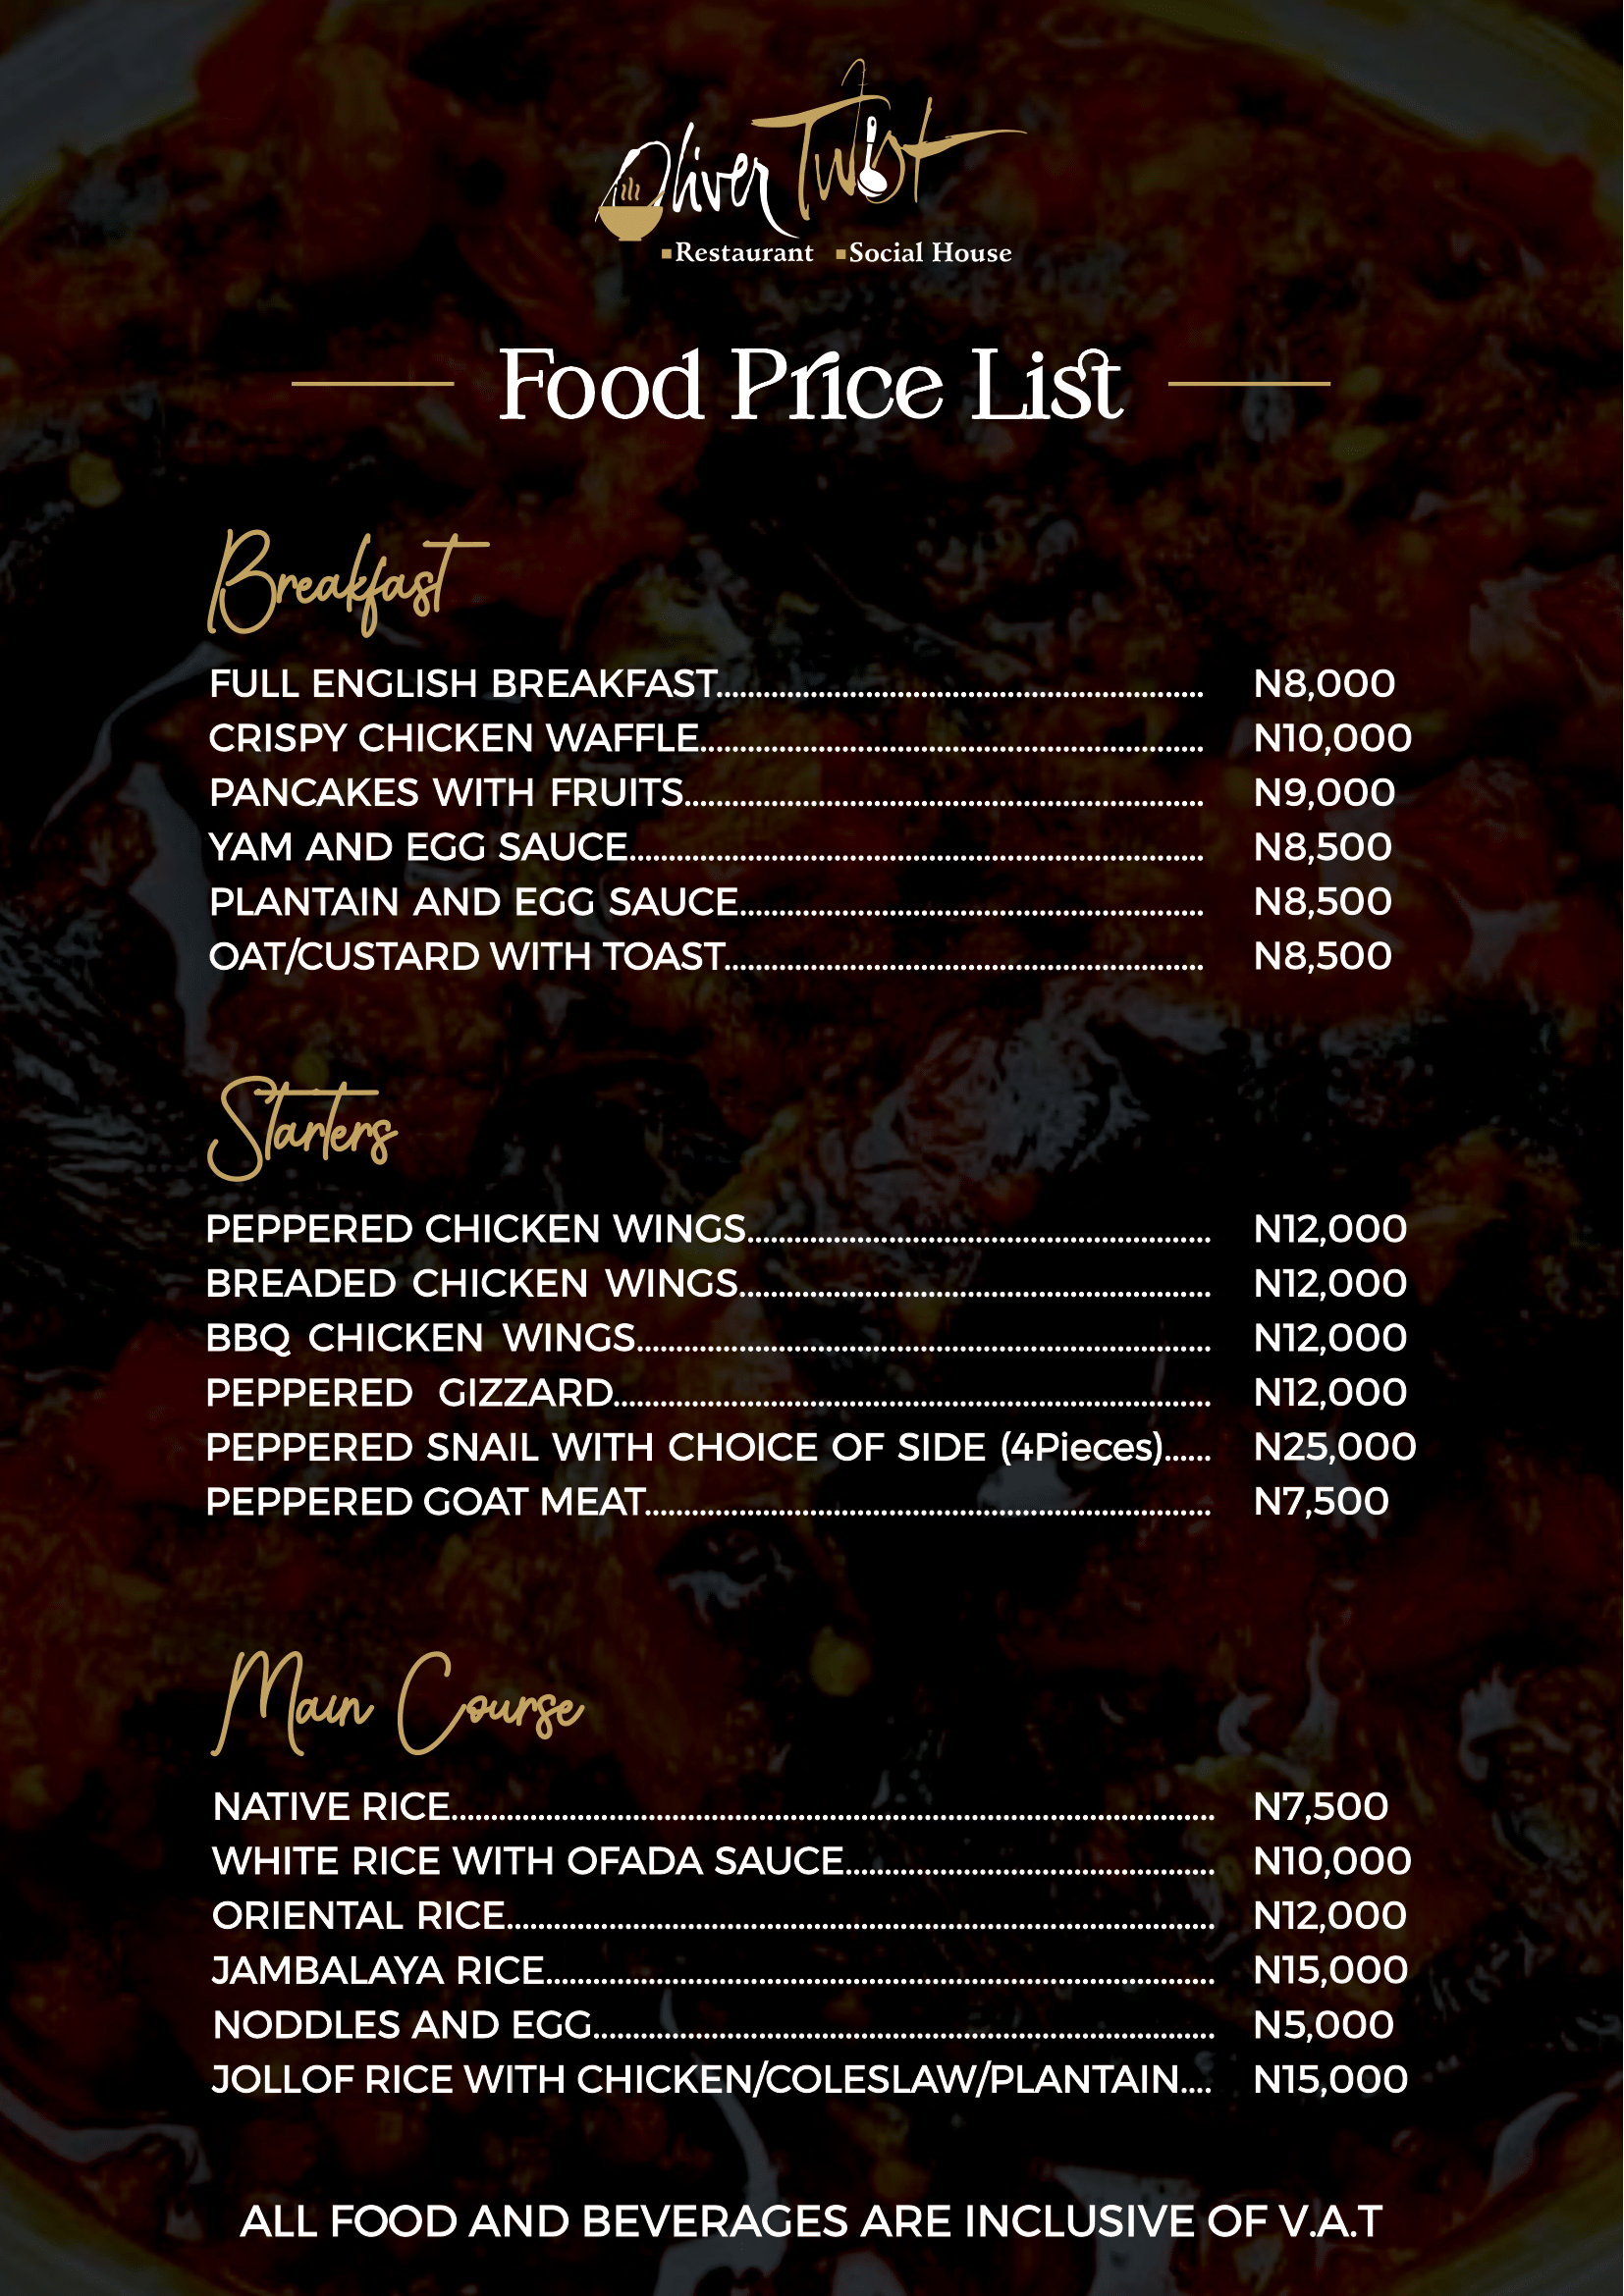 Oliver Twist
Restaurant Social House
Food Price List
Breakfast
FULL ENGLISH BREAKFAST............................................................ N8,000
CRISPY CHICKEN WAFFLE.............................................................. N10,000
PANCAKES WITH FRUITS................................................................ N9,000
YAM AND EGG SAUCE....................................................................... N8,500
PLANTAIN AND EGG SAUCE......................................................... N8,500
OAT/CUSTARD WITH TOAST........................................................... N8,500
Starters
PEPPERED CHICKEN WINGS......................................................... N12,000
BREADED CHICKEN WINGS.......................................................... N12,000
BBQ CHICKEN WINGS....................................................................... N12,000
PEPPERED GIZZARD.......................................................................... N12,000
PEPPERED SNAIL WITH CHOICE OF SIDE (4Pieces)...... N25,000
PEPPERED GOAT MEAT...................................................................... N7,500
Main Course
NATIVE RICE.............................................................................................. N7,500
WHITE RICE WITH OFADA SAUCE.............................................. N10,000
ORIENTAL RICE....................................................................................... N12,000
JAMBALAYA RICE.................................................................................. N15,000
NODDLES AND EGG............................................................................ N5,000
JOLLOF RICE WITH CHICKEN/COLESLAW/PLANTAIN.... N15,000
ALL FOOD AND BEVERAGES ARE INCLUSIVE OF V.A.T